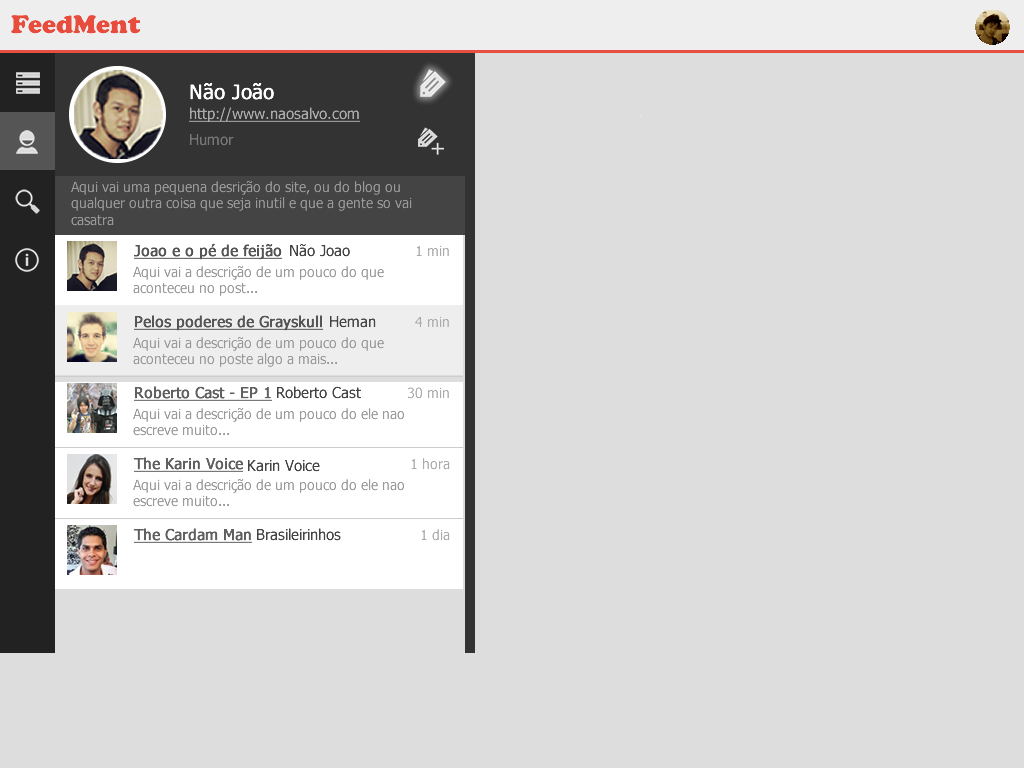 FeedMent
Não João
http://www.naosalvo.com
Humor
Aqui vai uma pequena desrição do site, ou do blog ou
qualquer outra coisa que seja inutil e que a gente so vai
casatra
Joao e o pé de feijão Não Joao 1 min
Aqui vai a descrição de um pouco do que
aconteceu no post...
Pelos poderes de Grayskull Heman 4 min
Aqui vai a descrição de um pouco do que
aconteceu no poste algo a mais...
Roberto Cast - EP 1 Roberto Cast 30 min
Aqui vai a descrição de um pouco do ele nao
escreve muito...
The Karin Voice Karin Voice 1 hora
Aqui vai a descrição de um pouco do ele nao
escreve muito...
The Cardam Man Brasileirinhos 1 dia